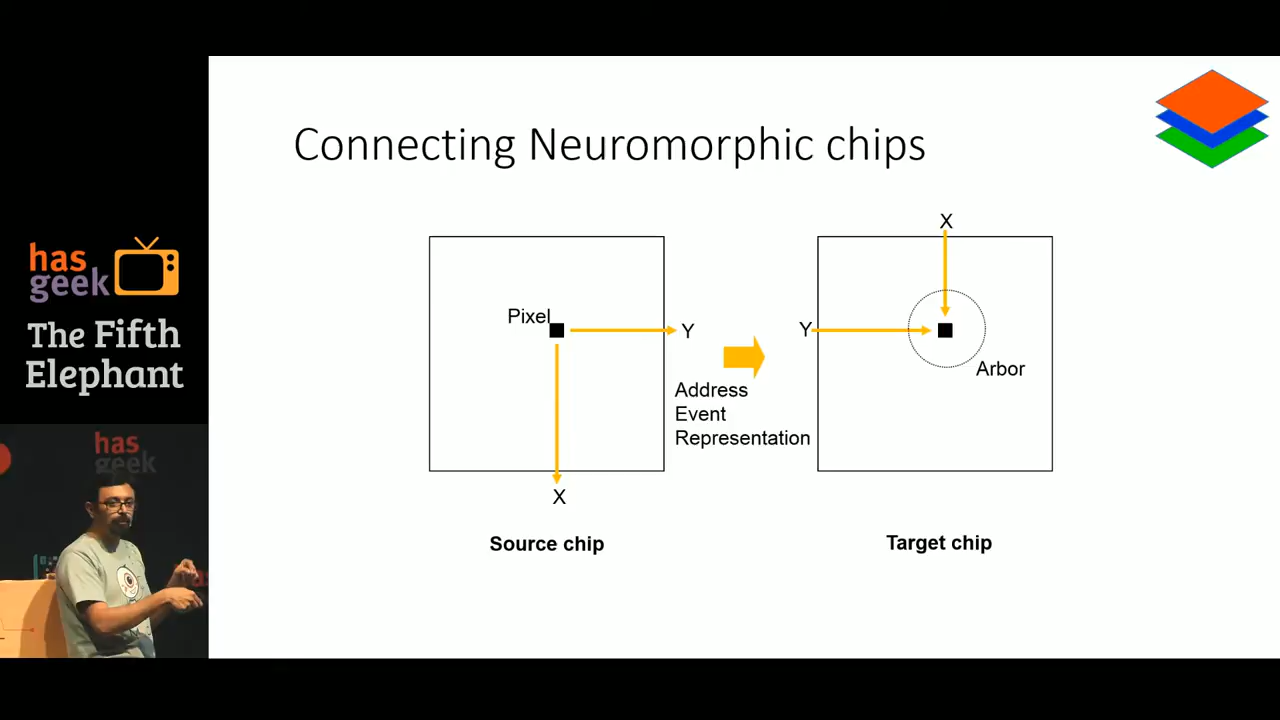 Connecting Neuromorphic chips
has
geek
The Fifth
Elephant
X
Pixel
Y
Y
Arbor
Address
Event
Representation
X
Source chip
Target chip
has
geek